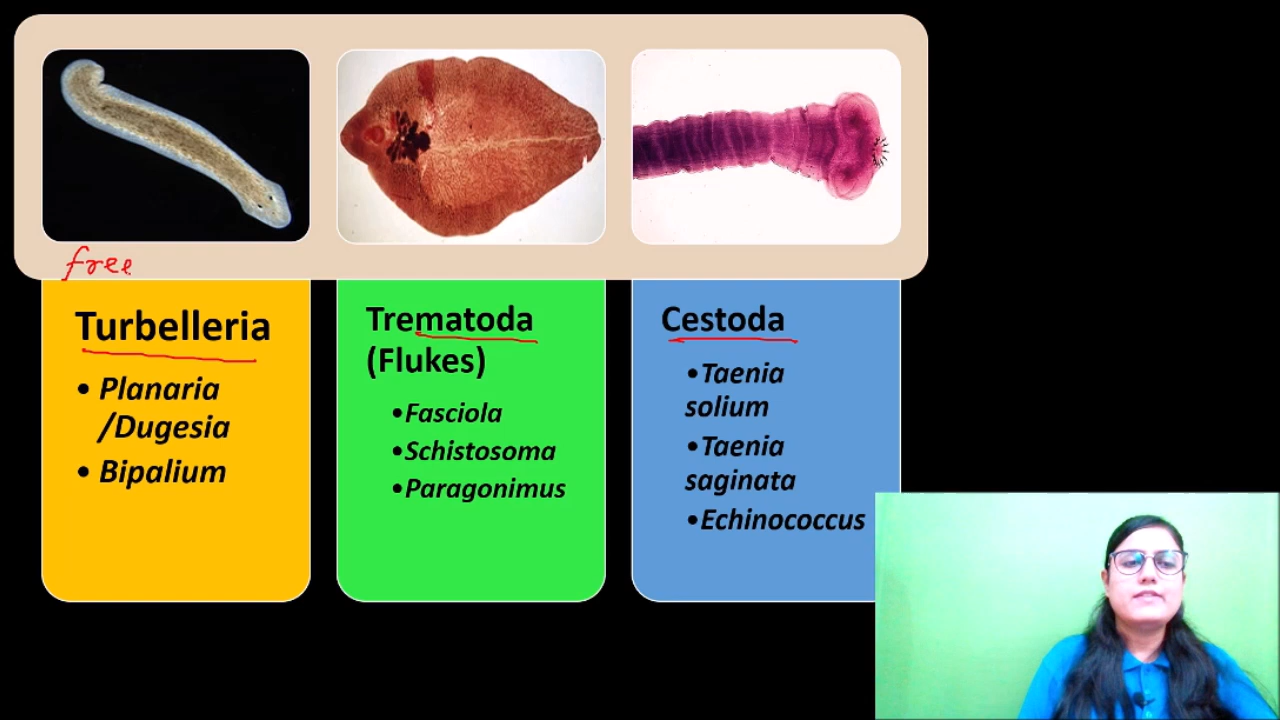 free
Turbelleria
• Planaria
/Dugesia
• Bipalium
Trematoda
(Flukes)
•Fasciola
•Schistosoma
•Paragonimus
Cestoda
•Taenia
solium
•Taenia
saginata
•Echinococcus